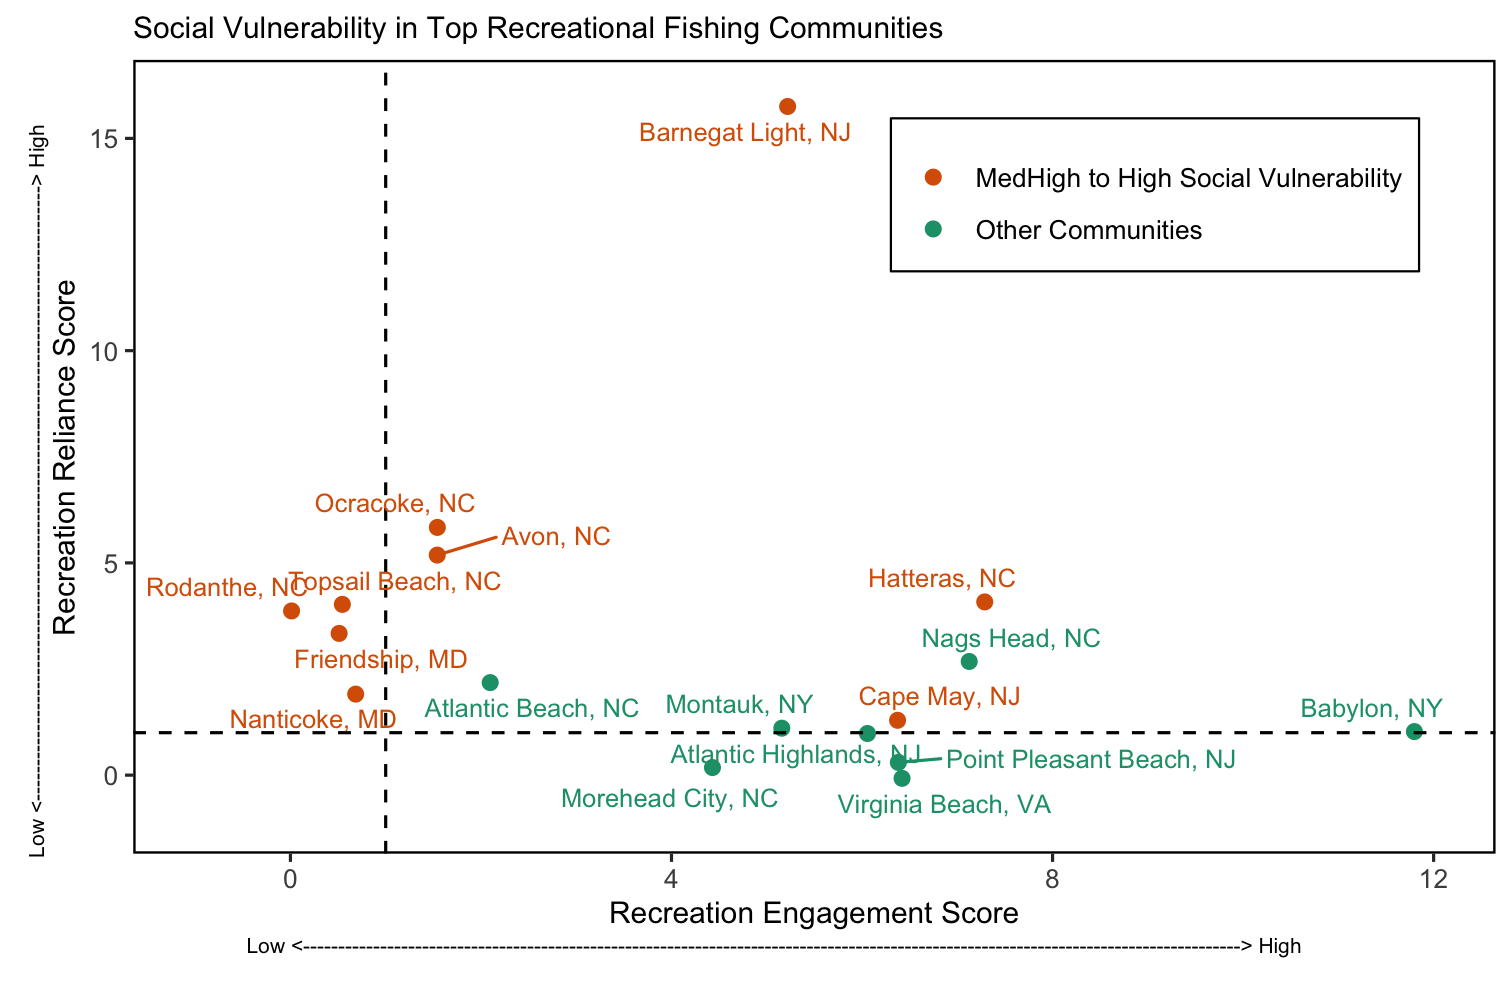 Social Vulnerability in Top Recreational Fishing Communities
Barnegat Light, NJ
MedHigh to High Social Vulnerability
Other Communities
Ocracoke, NC
Avon, NC
Topsail Beach, NC
Rodanthe, NC
Hatteras, NC
Nags Head, NC
Friendship, MD
Cape May, NJ
Montauk, NY
Atlantic Beach, NC
Babylon, NY
Nanticoke, MD
Atlantic Highlands, NJ
Point Pleasant Beach, NJ
Morehead City, NC
Virginia Beach, VA
15
10
5
0
Recreation Reliance Score
Low <----------------------------------------------------------------------------------------> High
0 4 8 12
Recreation Engagement Score
Low <----------------------------------------------------------------------------------------------------------------------------------------> High